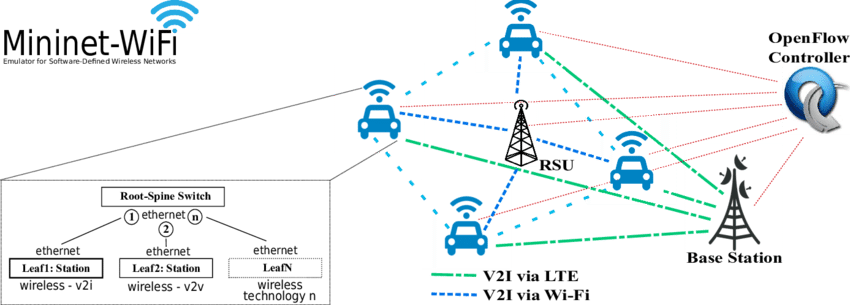 Mininet-WiFi
Emulator for Software-Defined Wireless Networks
OpenFlow
Controller
RSU
Base Station
Root-Spine Switch
1 ethernet n
2
ethernet ethernet ethernet
Leaf1: Station Leaf2: Station LeafN
wireless - v2i wireless - v2v wireless
technology n
V2I via LTE
V2I via Wi-Fi